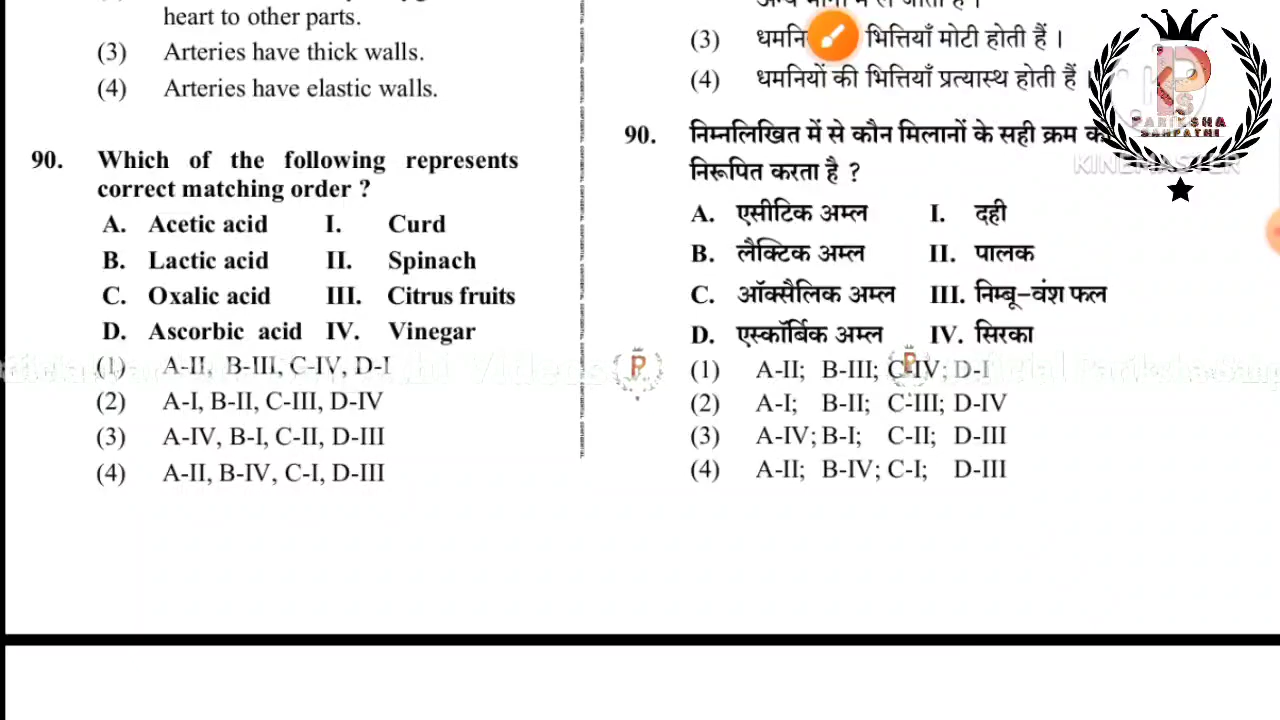 heart to other parts.
(3) Arteries have thick walls.
(4) Arteries have elastic walls.
90. Which of the following represents
correct matching order ?
A. Acetic acid I. Curd
B. Lactic acid II. Spinach
C. Oxalic acid III. Citrus fruits
D. Ascorbic acid IV. Vinegar
(1) A-II, B-III, C-IV, D-I
(2) A-I, B-II, C-III, D-IV
(3) A-IV, B-I, C-II, D-III
(4) A-II, B-IV, C-I, D-III
(3) भित्तियाँ मोटी होती हैं ।
(4) धमनियों की भित्तियाँ प्रत्यास्थ होती हैं
90. निम्नलिखित में से कौन मिलानों के सही क्रम
निरूपित करता है ?
A. एसीटिक अम्ल I. दही
B. लैक्टिक अम्ल II. पालक
C. ऑक्सैलिक अम्ल III. निम्बू-वंश फल
D. एस्कॉर्बिक अम्ल IV. सिरका
(1) A-II; B-III; C-IV; D-I
(2) A-I; B-II; C-III; D-IV
(3) A-IV; B-I; C-II; D-III
(4) A-II; B-IV; C-I; D-III
PARIKSHA
SAHPATHI
KINEMASTER
P